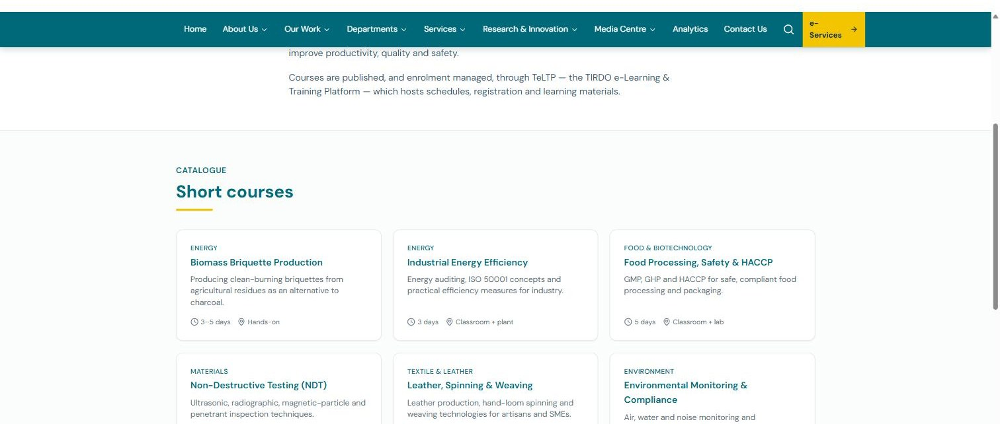 Home About Us Our Work Departments Services Research & Innovation Media Centre Analytics Contact Us e-
Services
improve productivity, quality and safety.
Courses are published, and enrolment managed, through TeLTP — the TIRDO e-Learning &
Training Platform — which hosts schedules, registration and learning materials.
CATALOGUE
Short courses
ENERGY
Biomass Briquette Production
Producing clean-burning briquettes from
agricultural residues as an alternative to
charcoal.
3–5 days Hands-on
ENERGY
Industrial Energy Efficiency
Energy auditing, ISO 50001 concepts and
practical efficiency measures for industry.
3 days Classroom + plant
FOOD & BIOTECHNOLOGY
Food Processing, Safety & HACCP
GMP, GHP and HACCP for safe, compliant food
processing and packaging.
5 days Classroom + lab
MATERIALS
Non-Destructive Testing (NDT)
Ultrasonic, radiographic, magnetic-particle and
penetrant inspection techniques.
TEXTILE & LEATHER
Leather, Spinning & Weaving
Leather production, hand-loom spinning and
weaving technologies for artisans and SMEs.
ENVIRONMENT
Environmental Monitoring &
Compliance
Air, water and noise monitoring and